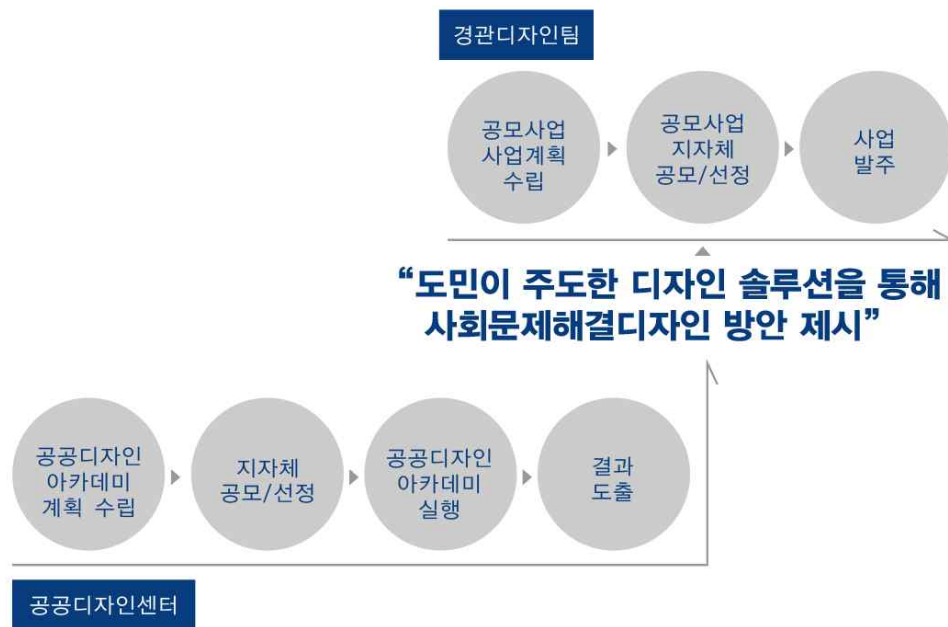 경관디자인팀
공모사업
사업계획
수립
공모사업
지자체
공모/선정
사업
발주
“도민이 주도한 디자인 솔루션을 통해
사회문제해결디자인 방안 제시”
공공디자인
아카데미
계획 수립
지자체
공모/선정
공공디자인
아카데미
실행
결과
도출
공공디자인센터